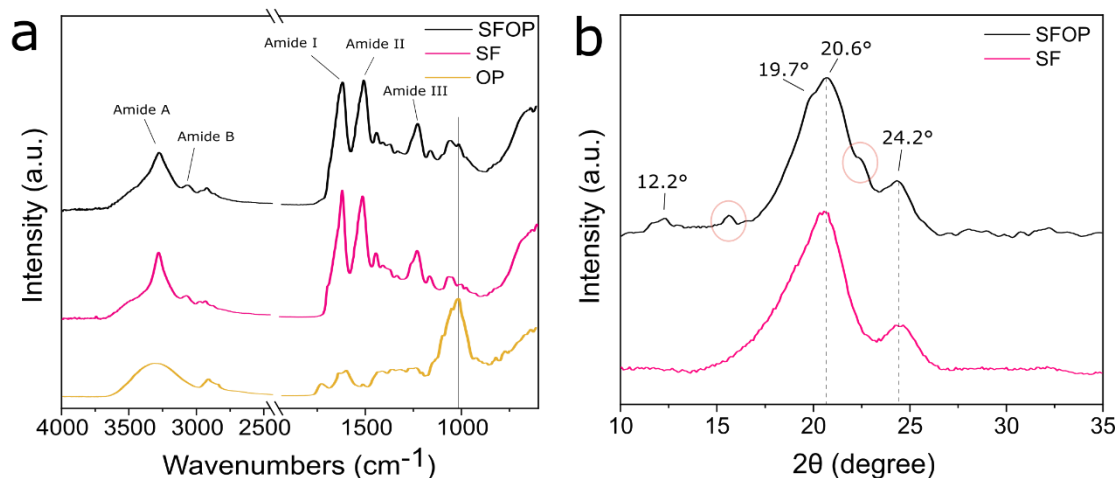 a
SFOP
SF
OP
Amide I
Amide II
Amide III
Amide A
Amide B
Intensity (a.u.)
4000 3500 3000 2500 1500 1000
Wavenumbers (cm⁻¹)
b
SFOP
SF
20.6°
19.7°
24.2°
12.2°
Intensity (a.u.)
10 15 20 25 30 35
2θ (degree)